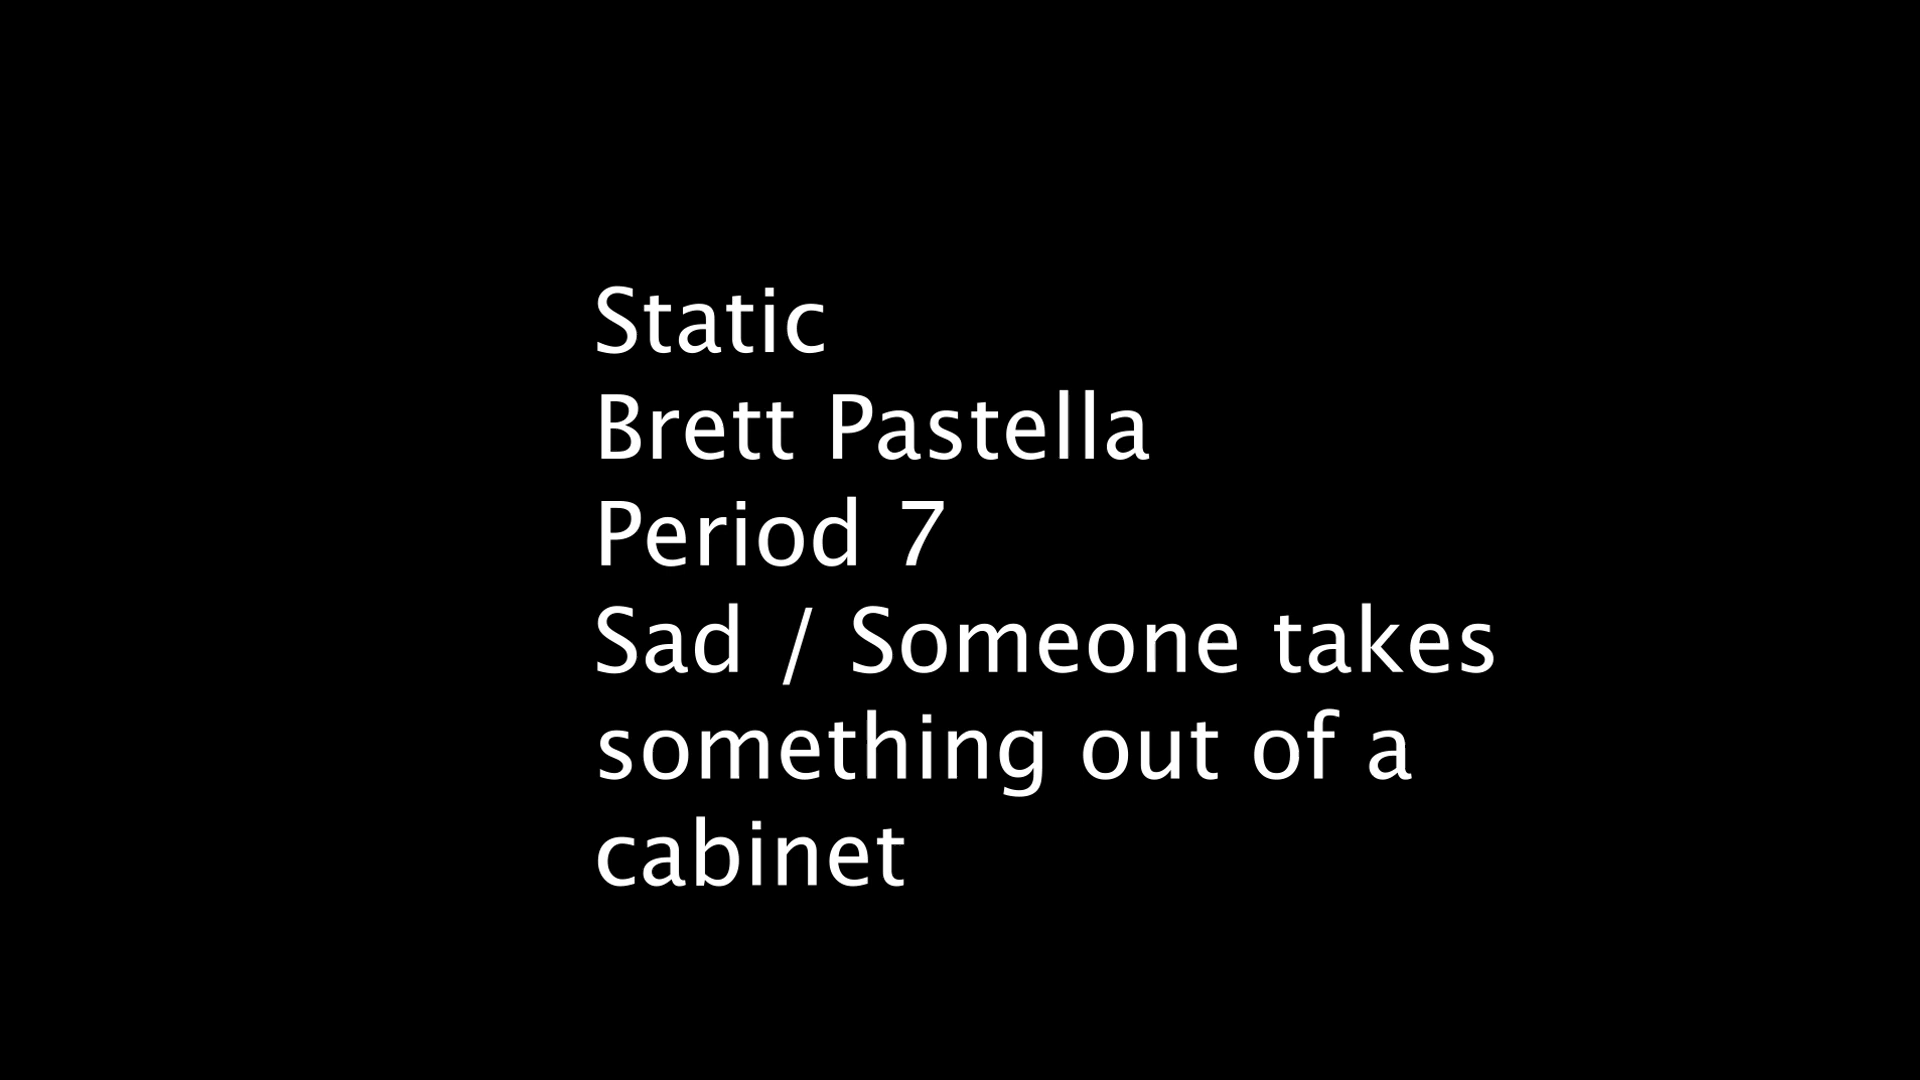 Static
Brett Pastella
Period 7
Sad / Someone takes
something out of a
cabinet